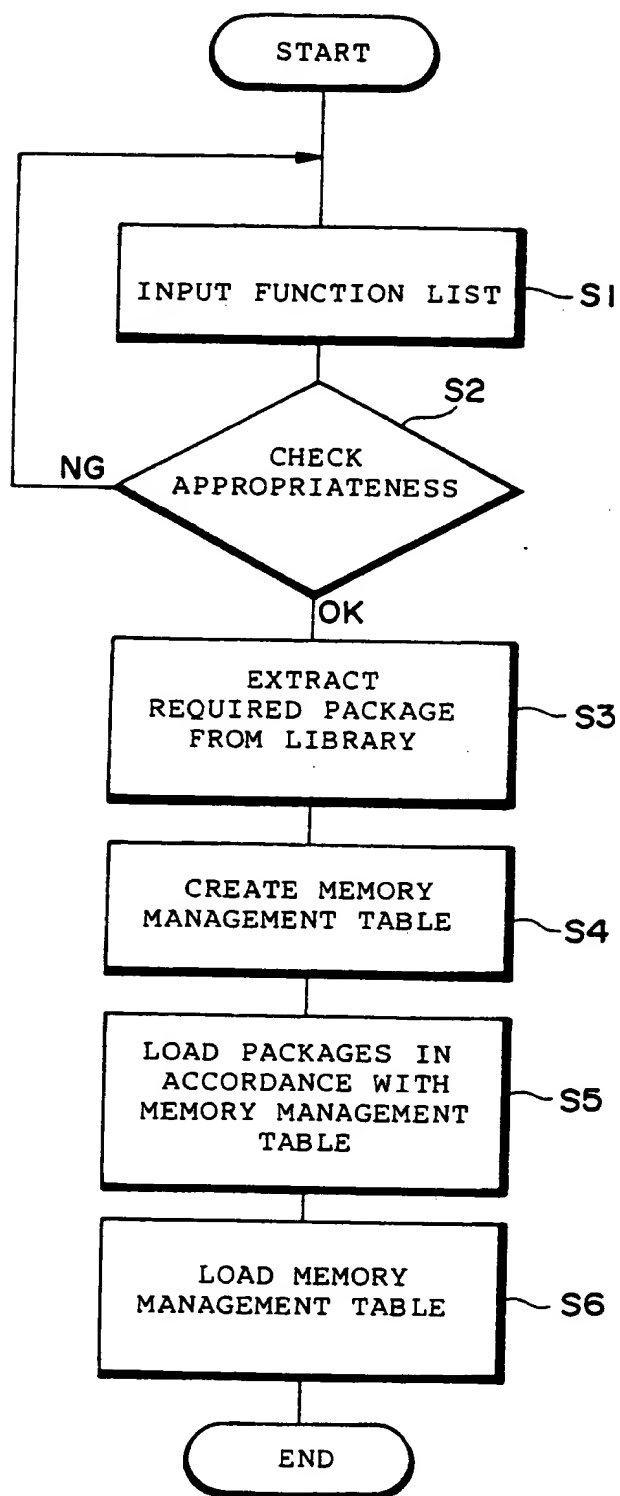 START
INPUT FUNCTION LIST
S1
S2
CHECK
APPROPRIATENESS
NG
OK
EXTRACT
REQUIRED PACKAGE
FROM LIBRARY
S3
CREATE MEMORY
MANAGEMENT TABLE
S4
LOAD PACKAGES IN
ACCORDANCE WITH
MEMORY MANAGEMENT
TABLE
S5
LOAD MEMORY
MANAGEMENT TABLE
S6
END